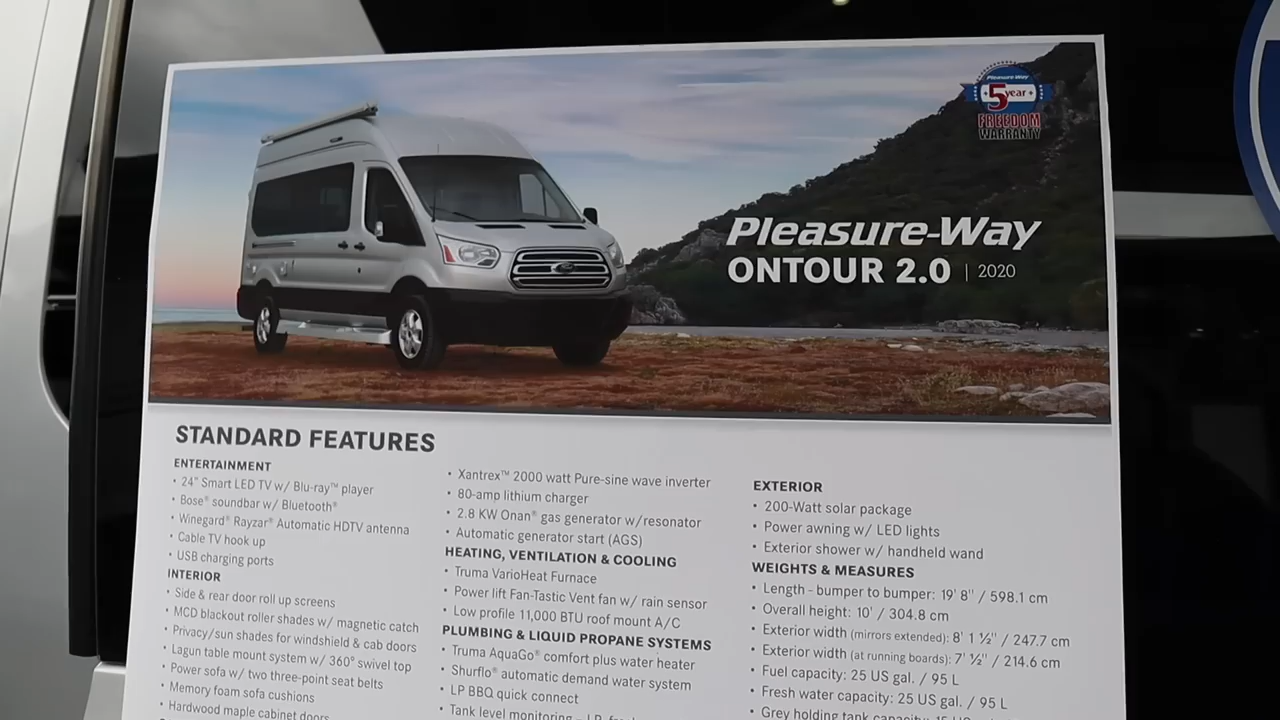 Pleasure-Way
5 year
FREEDOM
WARRANTY
Pleasure-Way
ONTOUR 2.0 | 2020
STANDARD FEATURES
ENTERTAINMENT
• 24" Smart LED TV w/ Blu-ray™ player
• Bose® soundbar w/ Bluetooth®
• Winegard® Rayzar® Automatic HDTV antenna
• Cable TV hook up
• USB charging ports
INTERIOR
• Side & rear door roll up screens
• MCD blackout roller shades w/ magnetic catch
• Privacy/sun shades for windshield & cab doors
• Lagun table mount system w/ 360º swivel top
• Power sofa w/ two three-point seat belts
• Memory foam sofa cushions
• Hardwood maple cabinet doors
• Xantrex™ 2000 watt Pure-sine wave inverter
• 80-amp lithium charger
• 2.8 KW Onan® gas generator w/resonator
• Automatic generator start (AGS)
HEATING, VENTILATION & COOLING
• Truma VarioHeat Furnace
• Power lift Fan-Tastic Vent fan w/ rain sensor
• Low profile 11,000 BTU roof mount A/C
PLUMBING & LIQUID PROPANE SYSTEMS
• Truma AquaGo® comfort plus water heater
• Shurflo® automatic demand water system
• LP BBQ quick connect
• Tank level monitoring – LP,
EXTERIOR
• 200-Watt solar package
• Power awning w/ LED lights
• Exterior shower w/ handheld wand
WEIGHTS & MEASURES
• Length - bumper to bumper: 19' 8" / 598.1 cm
• Overall height: 10' / 304.8 cm
• Exterior width (mirrors extended): 8' 1 ½" / 247.7 cm
• Exterior width (at running boards): 7' ½" / 214.6 cm
• Fuel capacity: 25 US gal. / 95 L
• Fresh water capacity: 25 US gal. / 95 L
• Grey holding tank capacity: 15 US